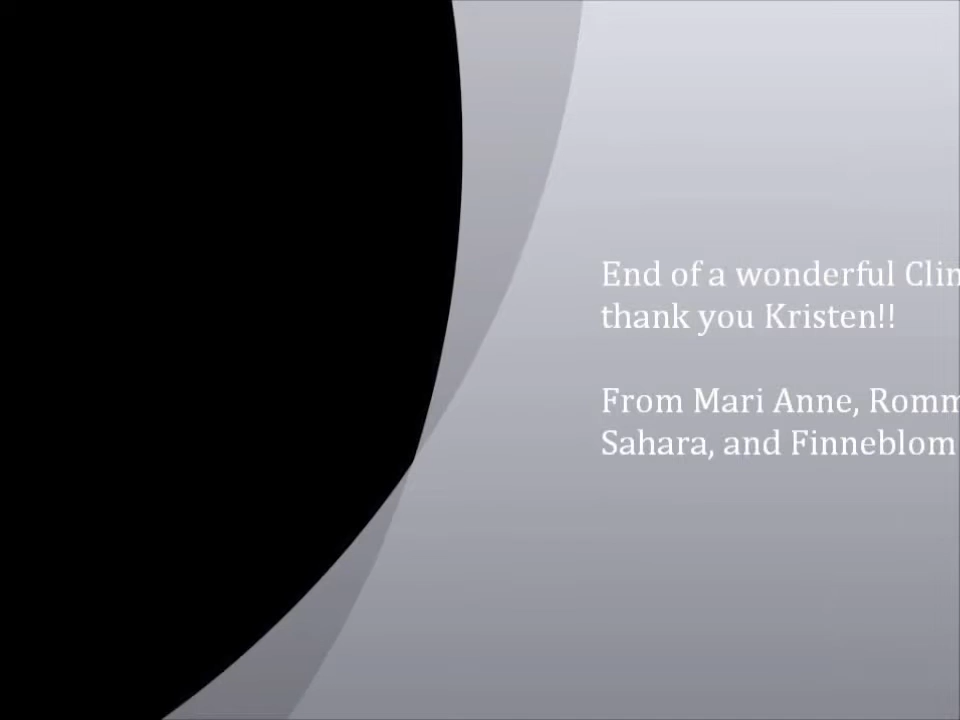 End of a wonderful
thank you Kristen!!
From Mari Anne,
Sahara, and Finneblom